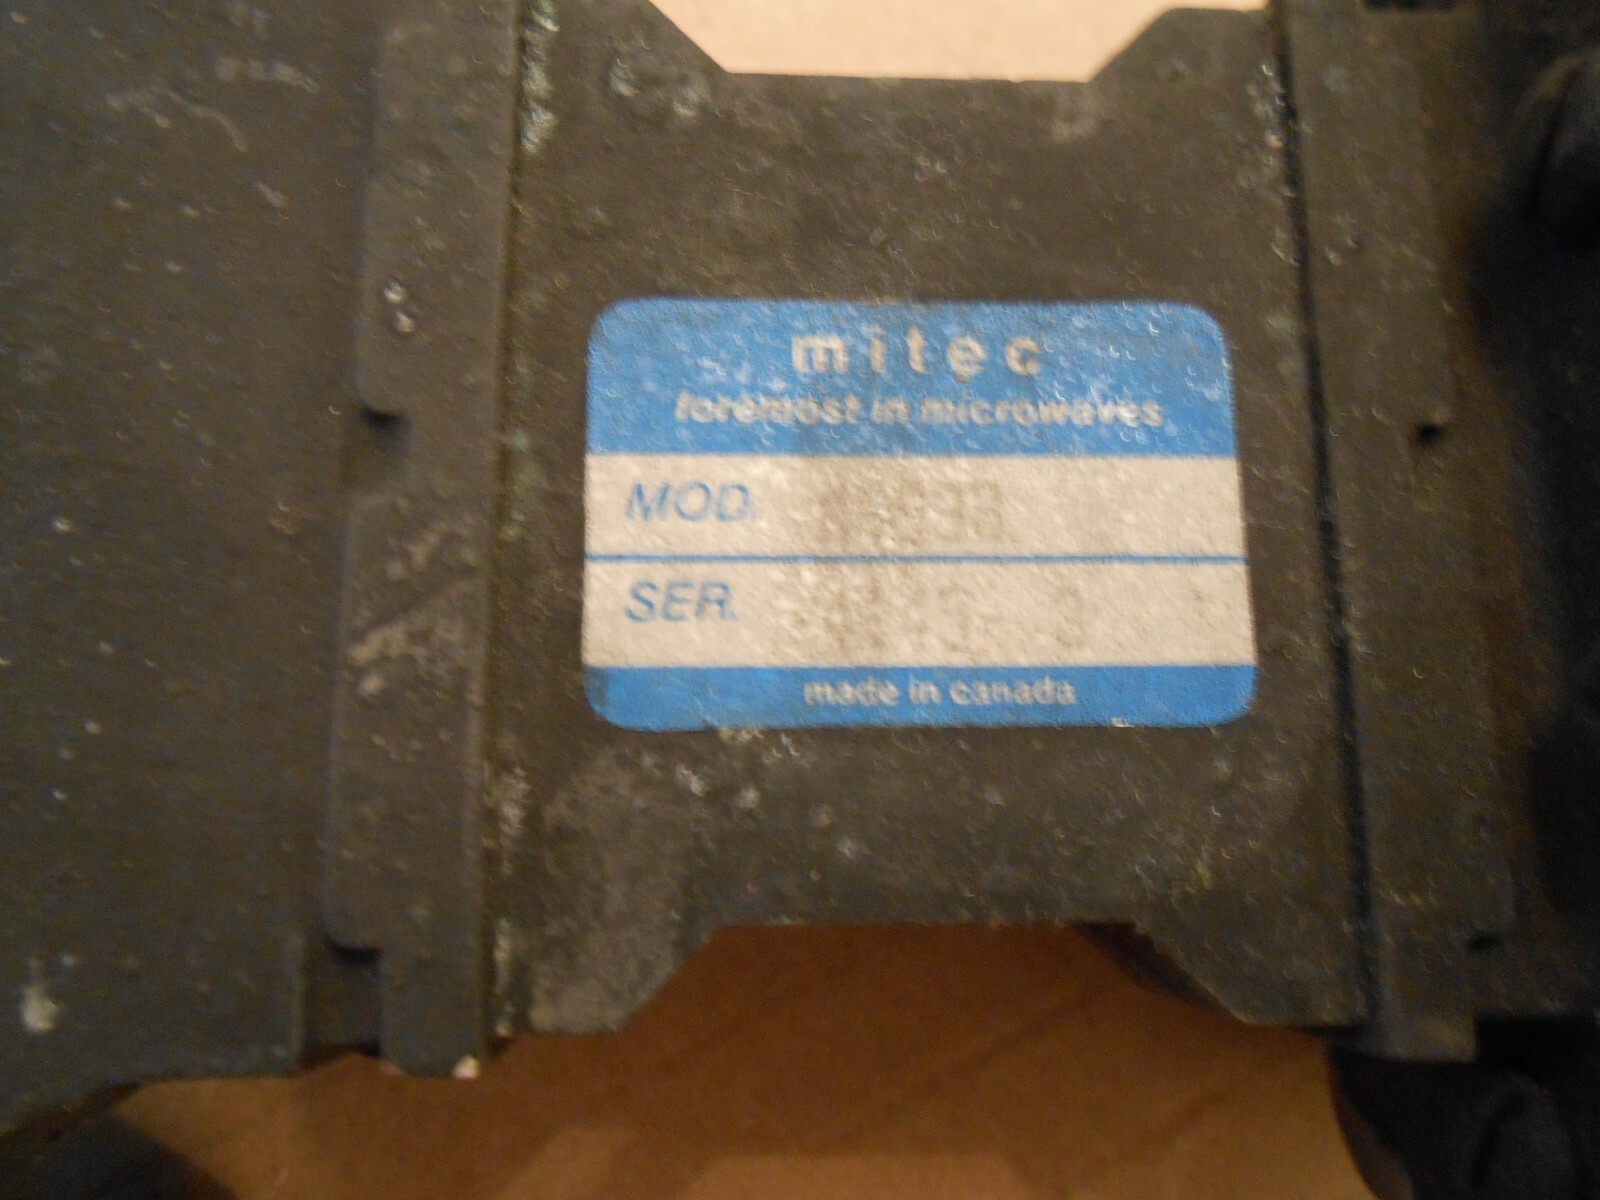 mitec
foremost in microwaves
MOD.
SER.
made in canada